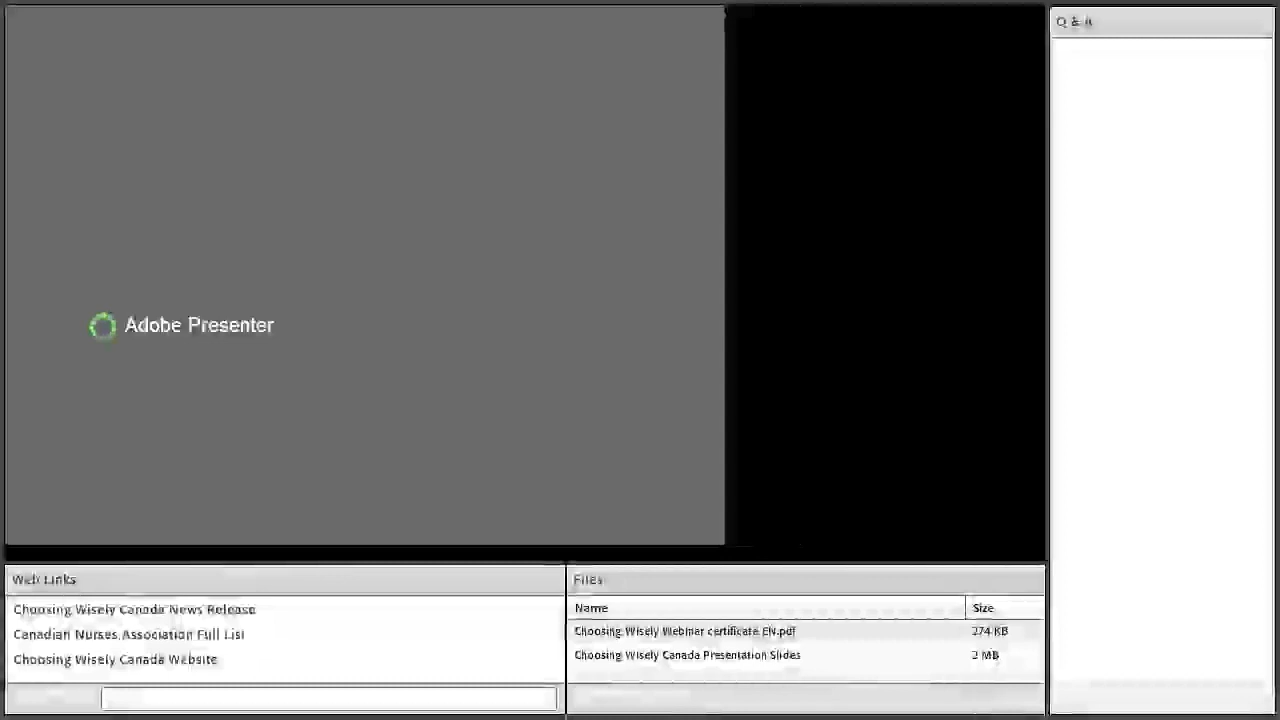 Q & A
Adobe Presenter
Web Links
Choosing Wisely Canada News Release
Canadian Nurses Association Full List
Choosing Wisely Canada Website
Files
Name Size
Choosing Wisely Webinar certificate EN.pdf 274 KB
Choosing Wisely Canada Presentation Slides 2 MB